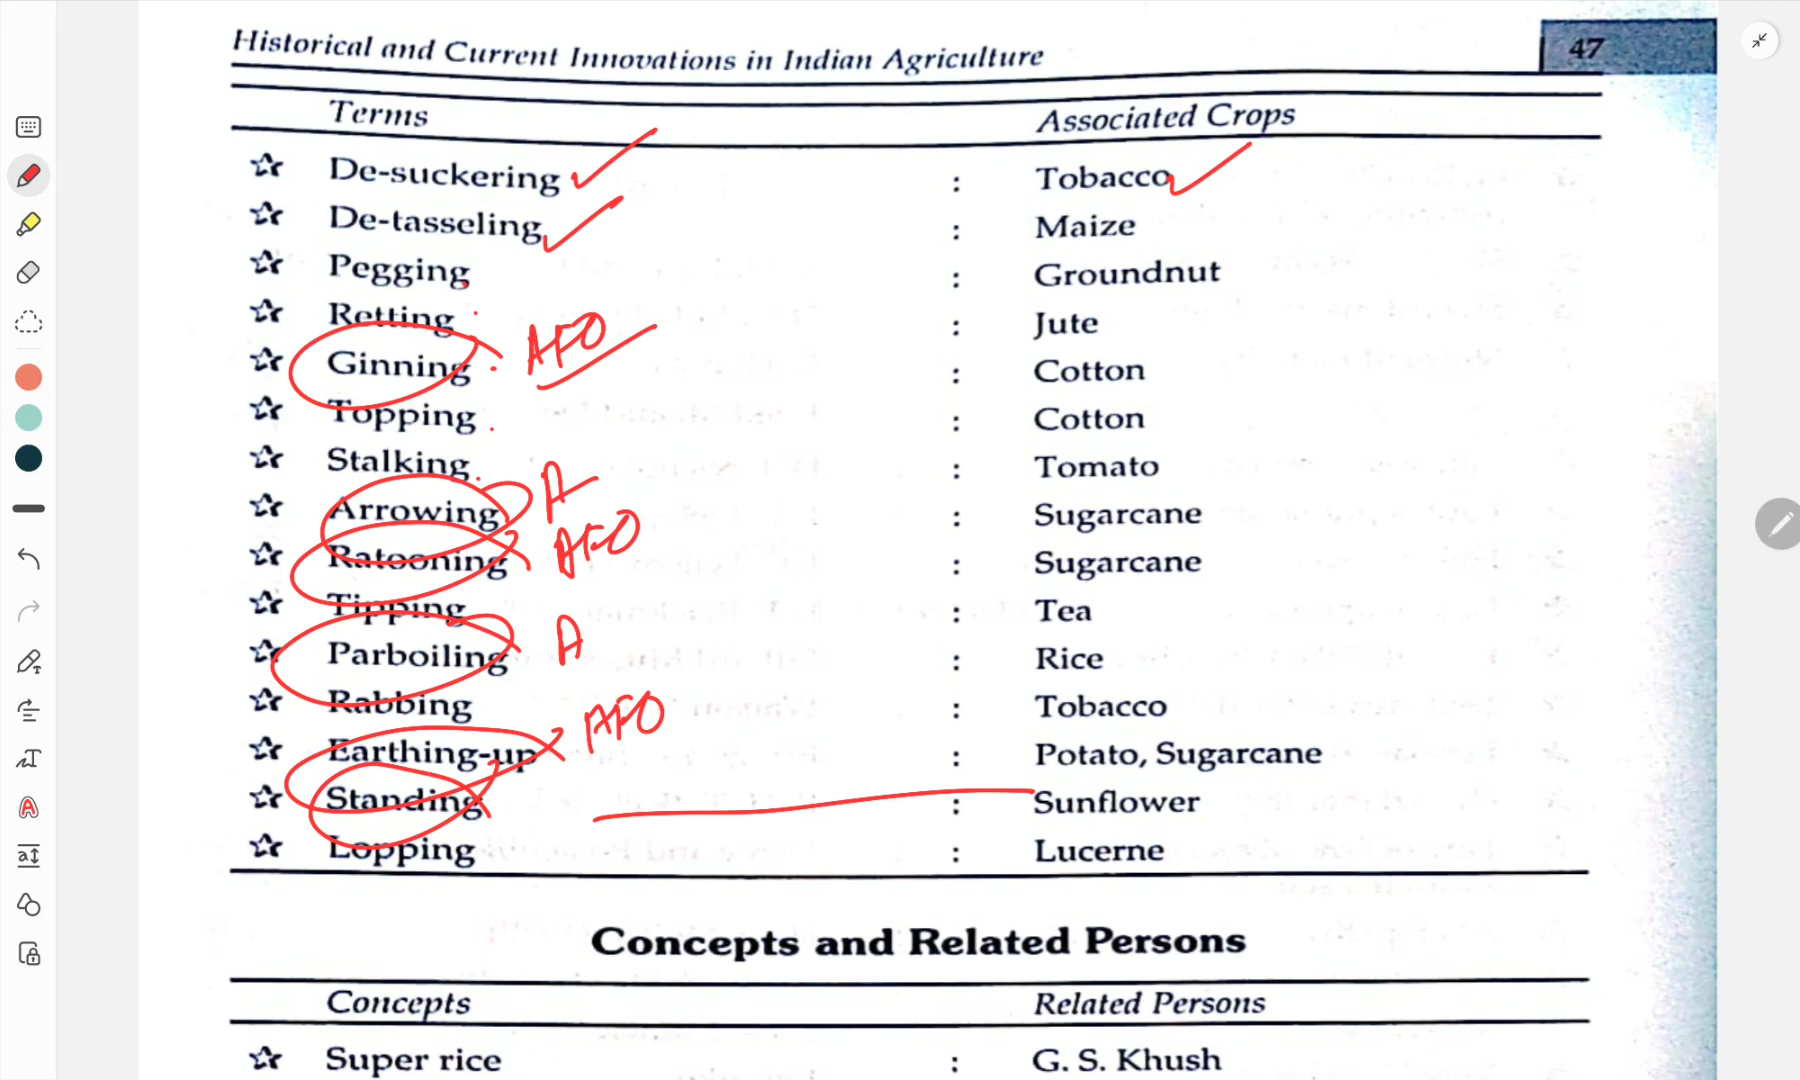 Historical and Current Innovations in Indian Agriculture 47
Terms Associated Crops
De-suckering : Tobacco
De-tasseling : Maize
Pegging : Groundnut
Retting : Jute
Ginning AFO : Cotton
Topping : Cotton
Stalking : Tomato
Arrowing A : Sugarcane
Ratooning AFO : Sugarcane
Tipping : Tea
Parboiling A : Rice
Rabbing : Tobacco
Earthing-up AFO : Potato, Sugarcane
Standing : Sunflower
Lopping : Lucerne
Concepts and Related Persons
Concepts Related Persons
Super rice : G. S. Khush